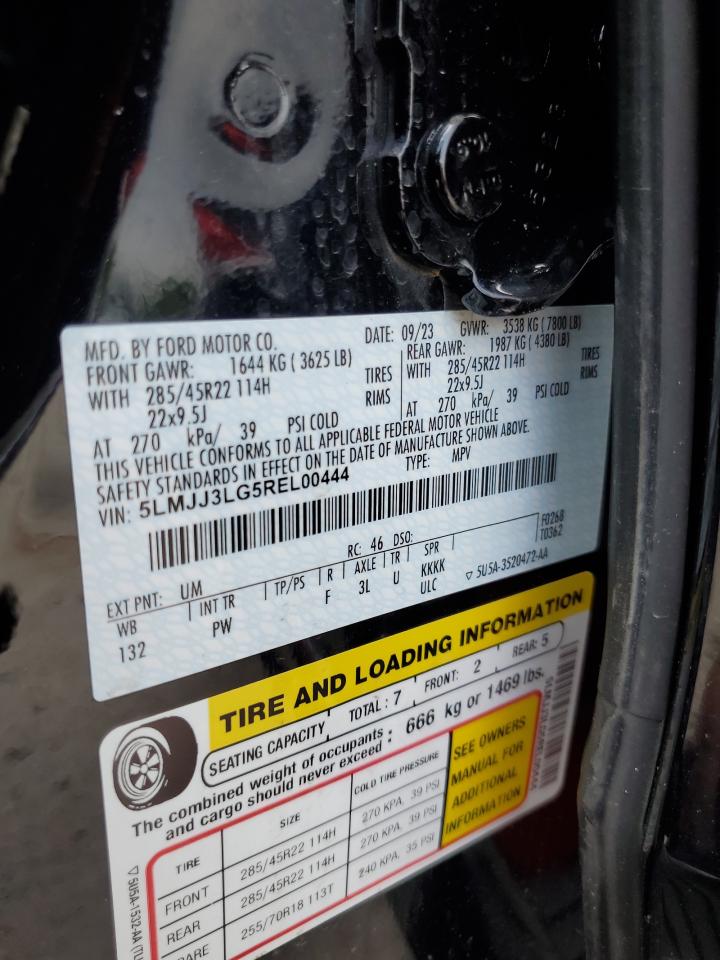 MFD. BY FORD MOTOR CO. DATE: 09/23 GVWR: 3538 KG ( 7800 LB)
FRONT GAWR: 1644 KG ( 3625 LB) REAR GAWR: 1987 KG ( 4380 LB)
WITH 285/45R22 114H TIRES WITH 285/45R22 114H TIRES
22x9.5J RIMS 22x9.5J RIMS
AT 270 kPa/ 39 PSI COLD AT 270 kPa/ 39 PSI COLD
THIS VEHICLE CONFORMS TO ALL APPLICABLE FEDERAL MOTOR VEHICLE
SAFETY STANDARDS IN EFFECT ON THE DATE OF MANUFACTURE SHOWN ABOVE.
VIN: 5LMJJ3LG5REL00444 TYPE: MPV
F0268
T0362
EXT PNT: UM RC: 46 DSO:
WB INT TR TP/PS R AXLE TR SPR
132 PW F 3L U KKKK
ULC
▽ 5U5A-3520472-AA
TIRE AND LOADING INFORMATION
SEATING CAPACITY TOTAL : 7 FRONT: 2 REAR: 5
The combined weight of occupants
and cargo should never exceed : 666 kg or 1469 lbs.
TIRE SIZE COLD TIRE PRESSURE
FRONT 285/45R22 114H 270 KPA, 39 PSI
REAR 285/45R22 114H 270 KPA, 39 PSI
255/70R18 113T 240 KPA, 35 PSI
SEE OWNERS
MANUAL FOR
ADDITIONAL
INFORMATION
5LMJJ3LG5REL00444
▽ 5U5A-1532-AA